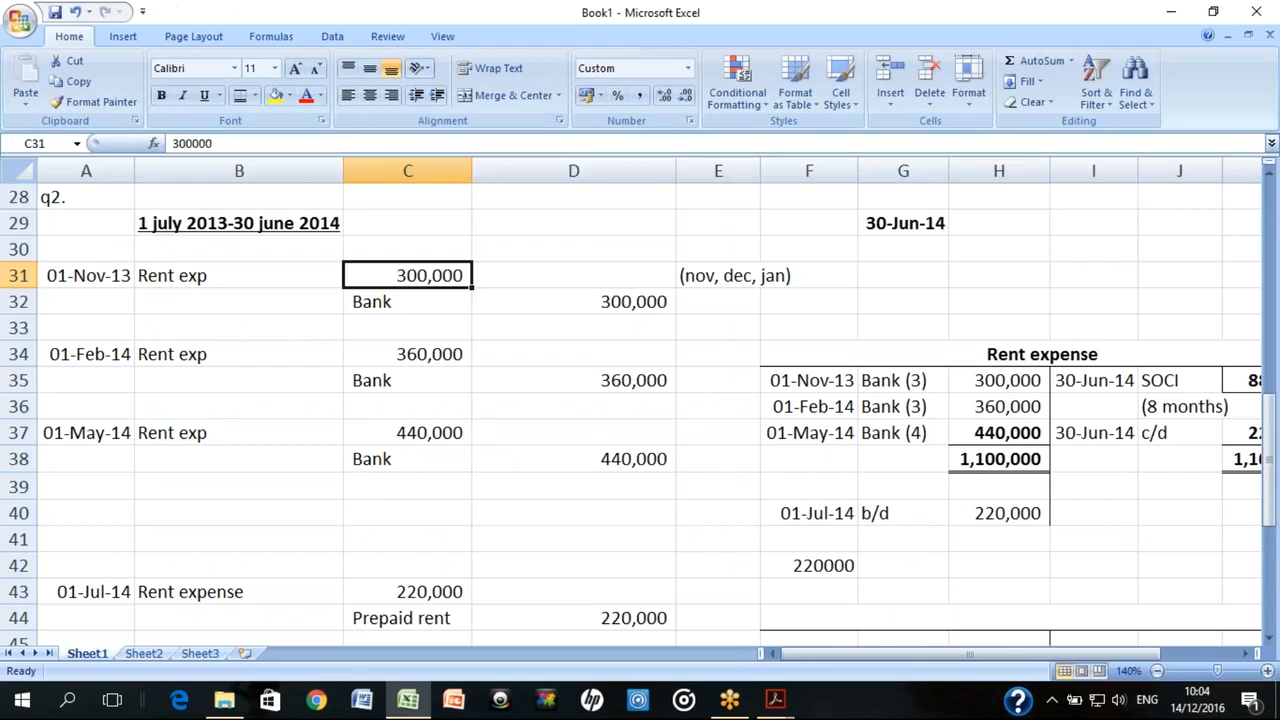 Book1 - Microsoft Excel
Home Insert Page Layout Formulas Data Review View
Cut Calibri 11 Wrap Text Custom AutoSum
Copy Fill
Paste Format Painter Merge & Center Conditional Formatting Format as Table Cell Styles Insert Delete Format Clear Sort & Filter Find & Select
Clipboard Font Alignment Number Styles Cells Editing
C31 fx 300000
A B C D E F G H I J
28 q2.
29 1 july 2013-30 june 2014 30-Jun-14
30
31 01-Nov-13 Rent exp 300,000 (nov, dec, jan)
32 Bank 300,000
33
34 01-Feb-14 Rent exp 360,000 Rent expense
35 Bank 360,000 01-Nov-13 Bank (3) 300,000 30-Jun-14 SOCI 88
36 01-Feb-14 Bank (3) 360,000 (8 months)
37 01-May-14 Rent exp 440,000 01-May-14 Bank (4) 440,000 30-Jun-14 c/d 22
38 Bank 440,000 1,100,000 1,10
39
40 01-Jul-14 b/d 220,000
41
42 220000
43 01-Jul-14 Rent expense 220,000
44 Prepaid rent 220,000
45
Sheet1 Sheet2 Sheet3
Ready 140%
ENG 10:04
14/12/2016